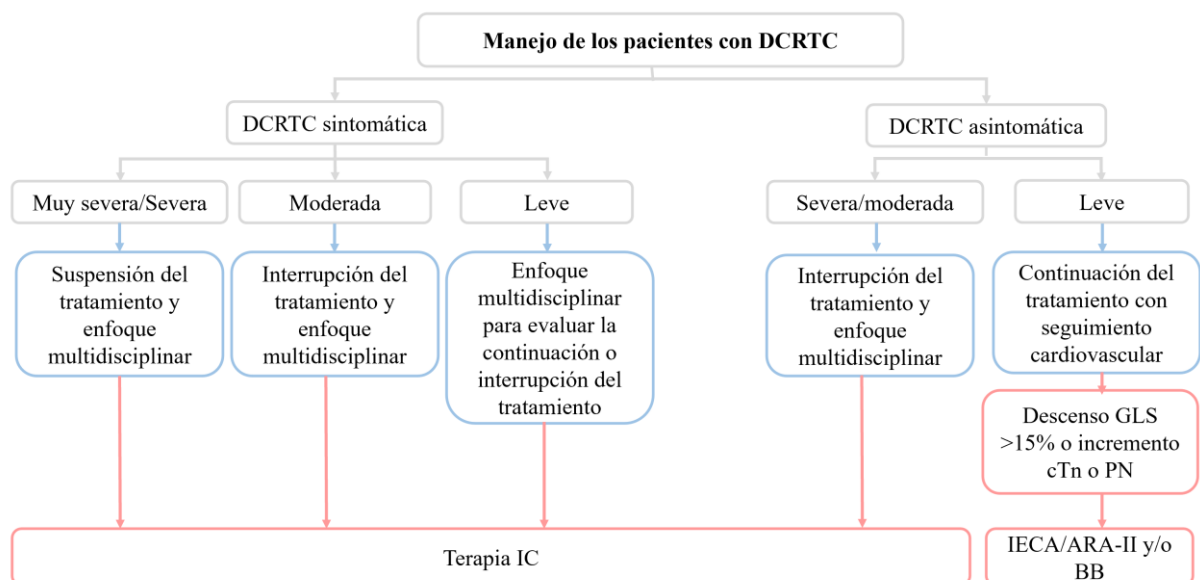 Manejo de los pacientes con DCRTC
DCRTC sintomática
DCRTC asintomática
Muy severa/Severa
Moderada
Leve
Severa/moderada
Leve
Suspensión del
tratamiento y
enfoque
multidisciplinar
Interrupción del
tratamiento y
enfoque
multidisciplinar
Enfoque
multidisciplinar
para evaluar la
continuación o
interrupción del
tratamiento
Interrupción del
tratamiento y
enfoque
multidisciplinar
Continuación del
tratamiento con
seguimiento
cardiovascular
Descenso GLS
>15% o incremento
cTn o PN
Terapia IC
IECA/ARA-II y/o
BB